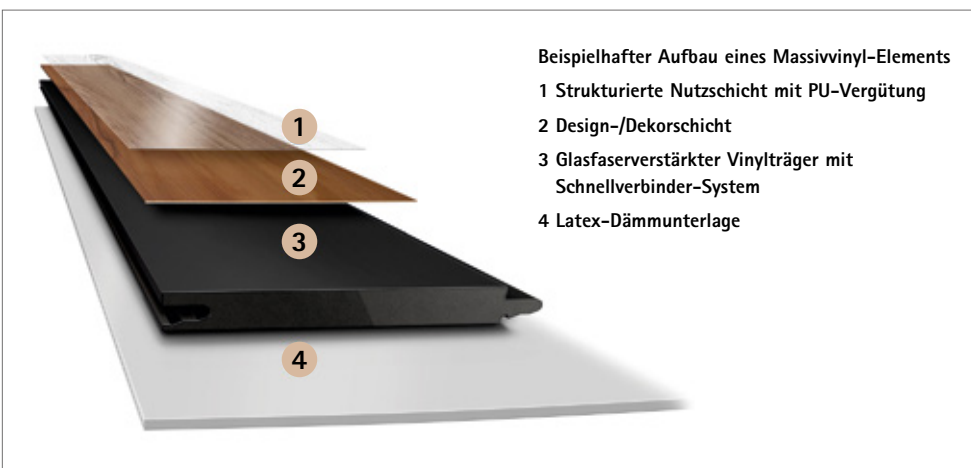 Beispielhafter Aufbau eines Massivvinyl-Elements
1 Strukturierte Nutzschicht mit PU-Vergütung
2 Design-/Dekorschicht
3 Glasfaserverstärkter Vinylträger mit
Schnellverbinder-System
4 Latex-Dämmunterlage
1
2
3
4